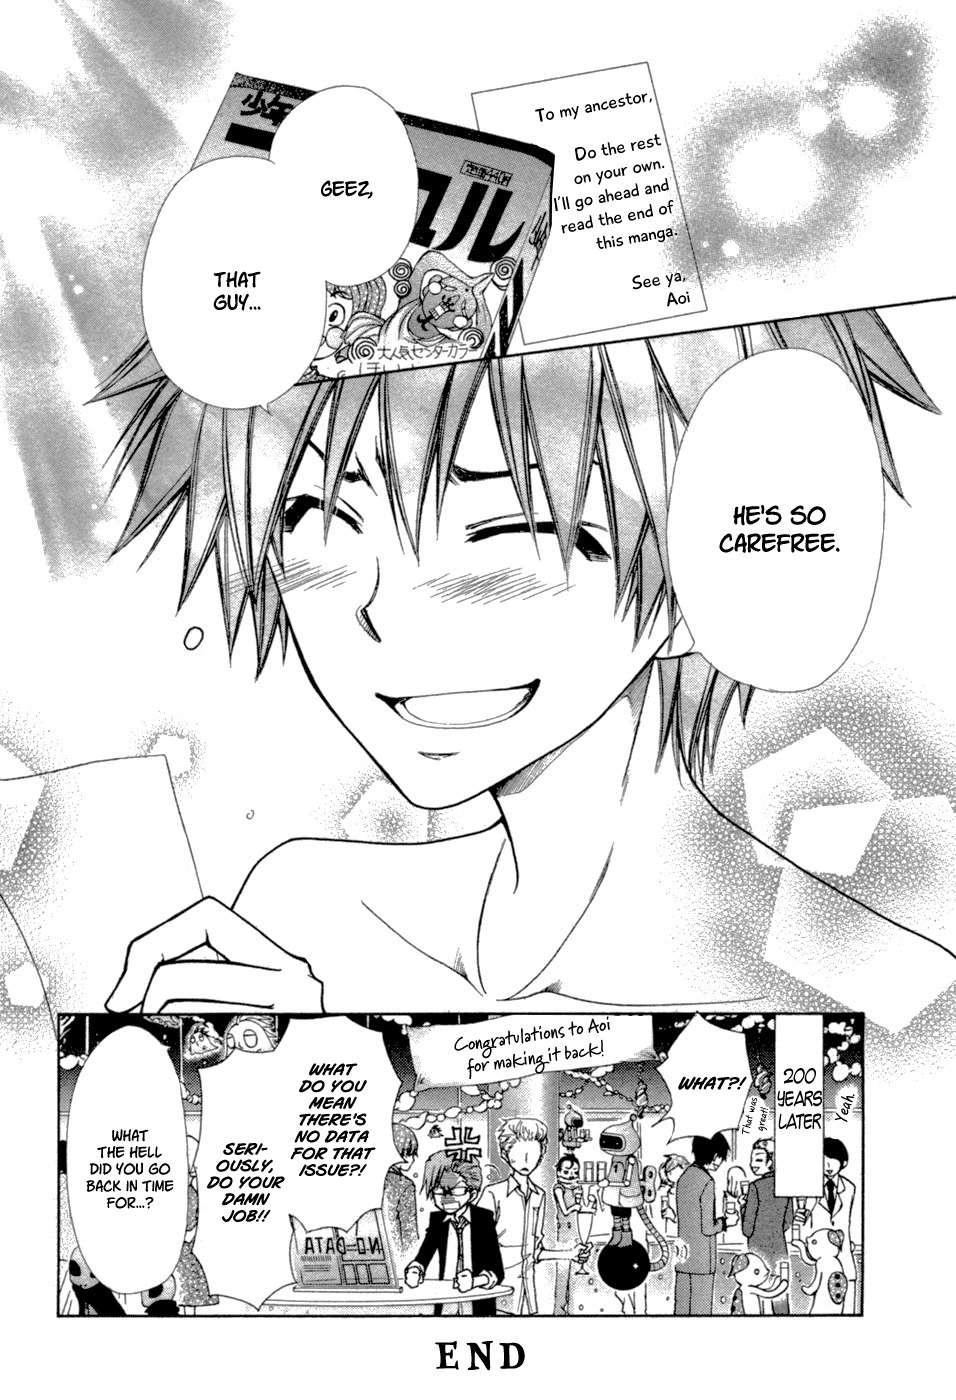 To my ancestor,
Do the rest
on your own.
I'll go ahead and
read the end of
this manga.
See ya,
Aoi
少年
ユル
大人気センターカラー
GEEZ,
THAT
GUY...
HE'S SO
CAREFREE.
200
YEARS
LATER
Yeah
That was
great!
WHAT?!
Congratulations to Aoi
for making it back!
WHAT
DO YOU
MEAN
THERE'S
NO DATA
FOR THAT
ISSUE?!
SERI-
OUSLY,
DO YOUR
DAMN
JOB!!
NO=DATA
WHAT
THE HELL
DID YOU GO
BACK IN TIME
FOR...?
END